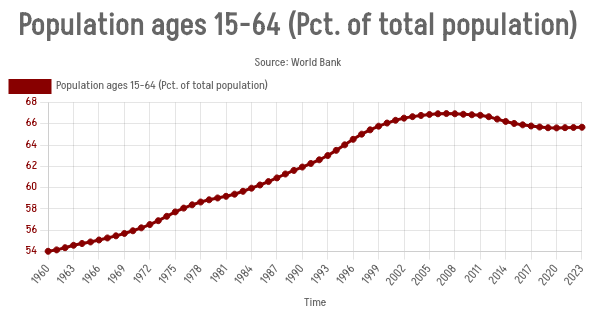 Population ages 15-64 (Pct. of total population)
Source: World Bank
Population ages 15-64 (Pct. of total population)
68
66
64
62
60
58
56
54
1960 1963 1966 1969 1972 1975 1978 1981 1984 1987 1990 1993 1996 1999 2002 2005 2008 2011 2014 2017 2020 2023
Time